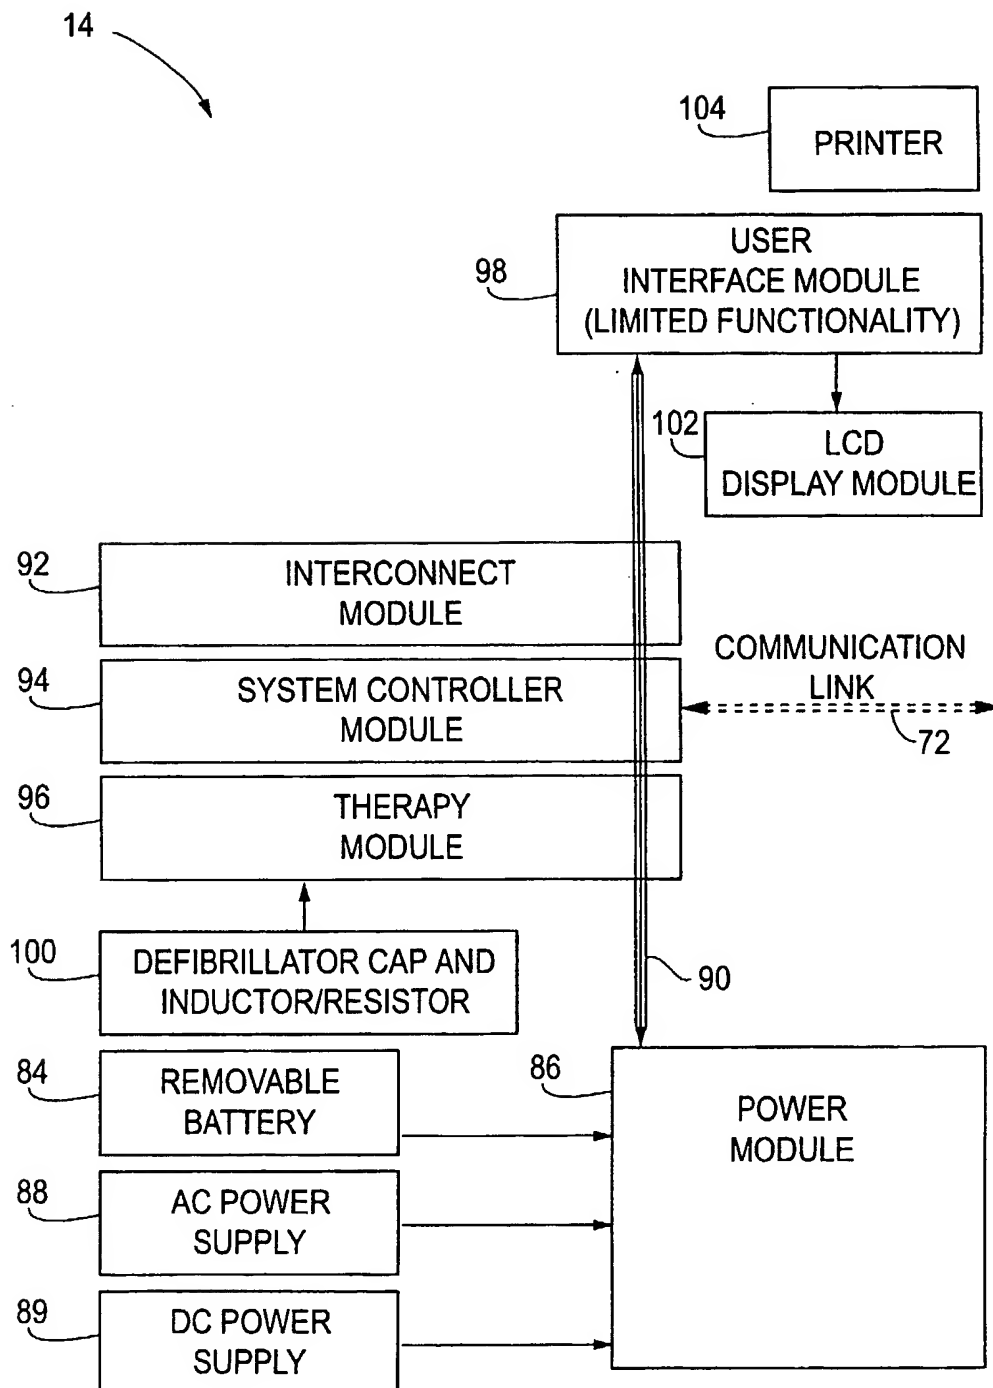 14
104
PRINTER
98
USER
INTERFACE MODULE
(LIMITED FUNCTIONALITY)
102
LCD
DISPLAY MODULE
92
INTERCONNECT
MODULE
94
SYSTEM CONTROLLER
MODULE
COMMUNICATION
LINK
72
96
THERAPY
MODULE
100
DEFIBRILLATOR CAP AND
INDUCTOR/RESISTOR
90
84
REMOVABLE
BATTERY
86
POWER
MODULE
88
AC POWER
SUPPLY
89
DC POWER
SUPPLY